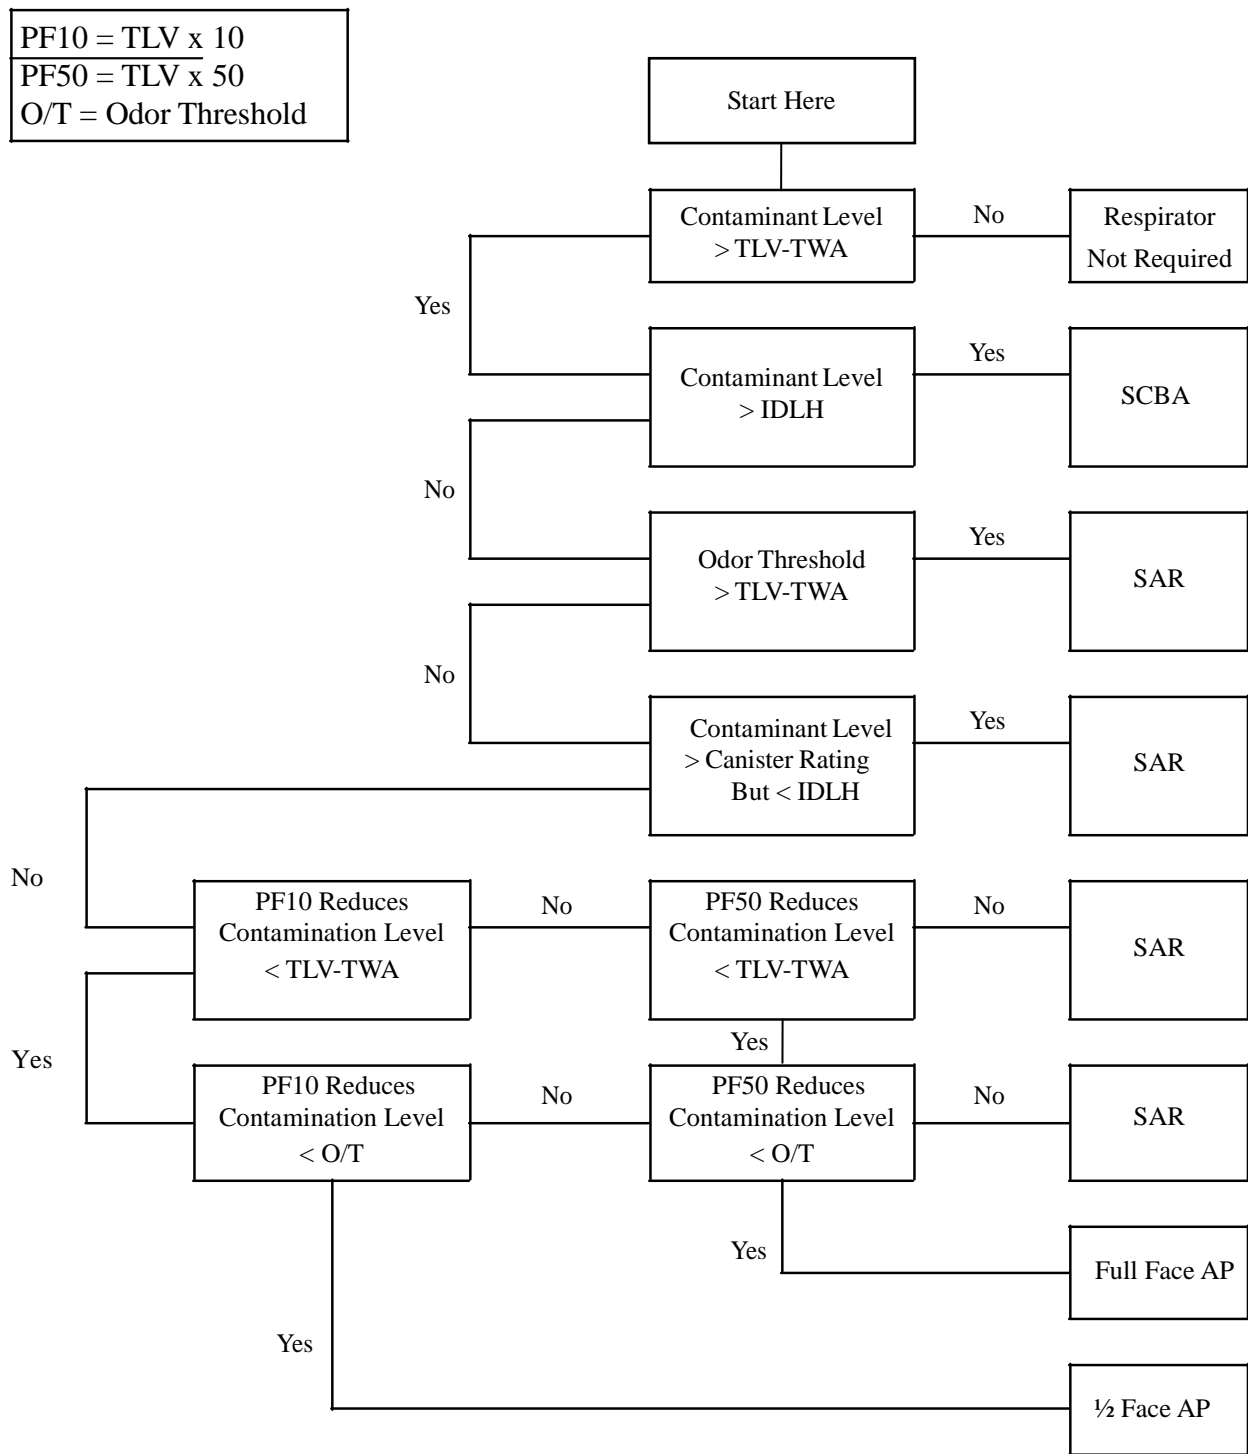 PF10 = TLV x 10
PF50 = TLV x 50
O/T = Odor Threshold
Start Here
Contaminant Level
> TLV-TWA
No
Respirator
Not Required
Yes
Contaminant Level
> IDLH
Yes
SCBA
No
Odor Threshold
> TLV-TWA
Yes
SAR
No
Contaminant Level
> Canister Rating
But < IDLH
Yes
SAR
No
PF10 Reduces
Contamination Level
< TLV-TWA
No
PF50 Reduces
Contamination Level
< TLV-TWA
No
SAR
Yes
Yes
PF10 Reduces
Contamination Level
< O/T
No
PF50 Reduces
Contamination Level
< O/T
No
SAR
Yes
Full Face AP
Yes
½ Face AP